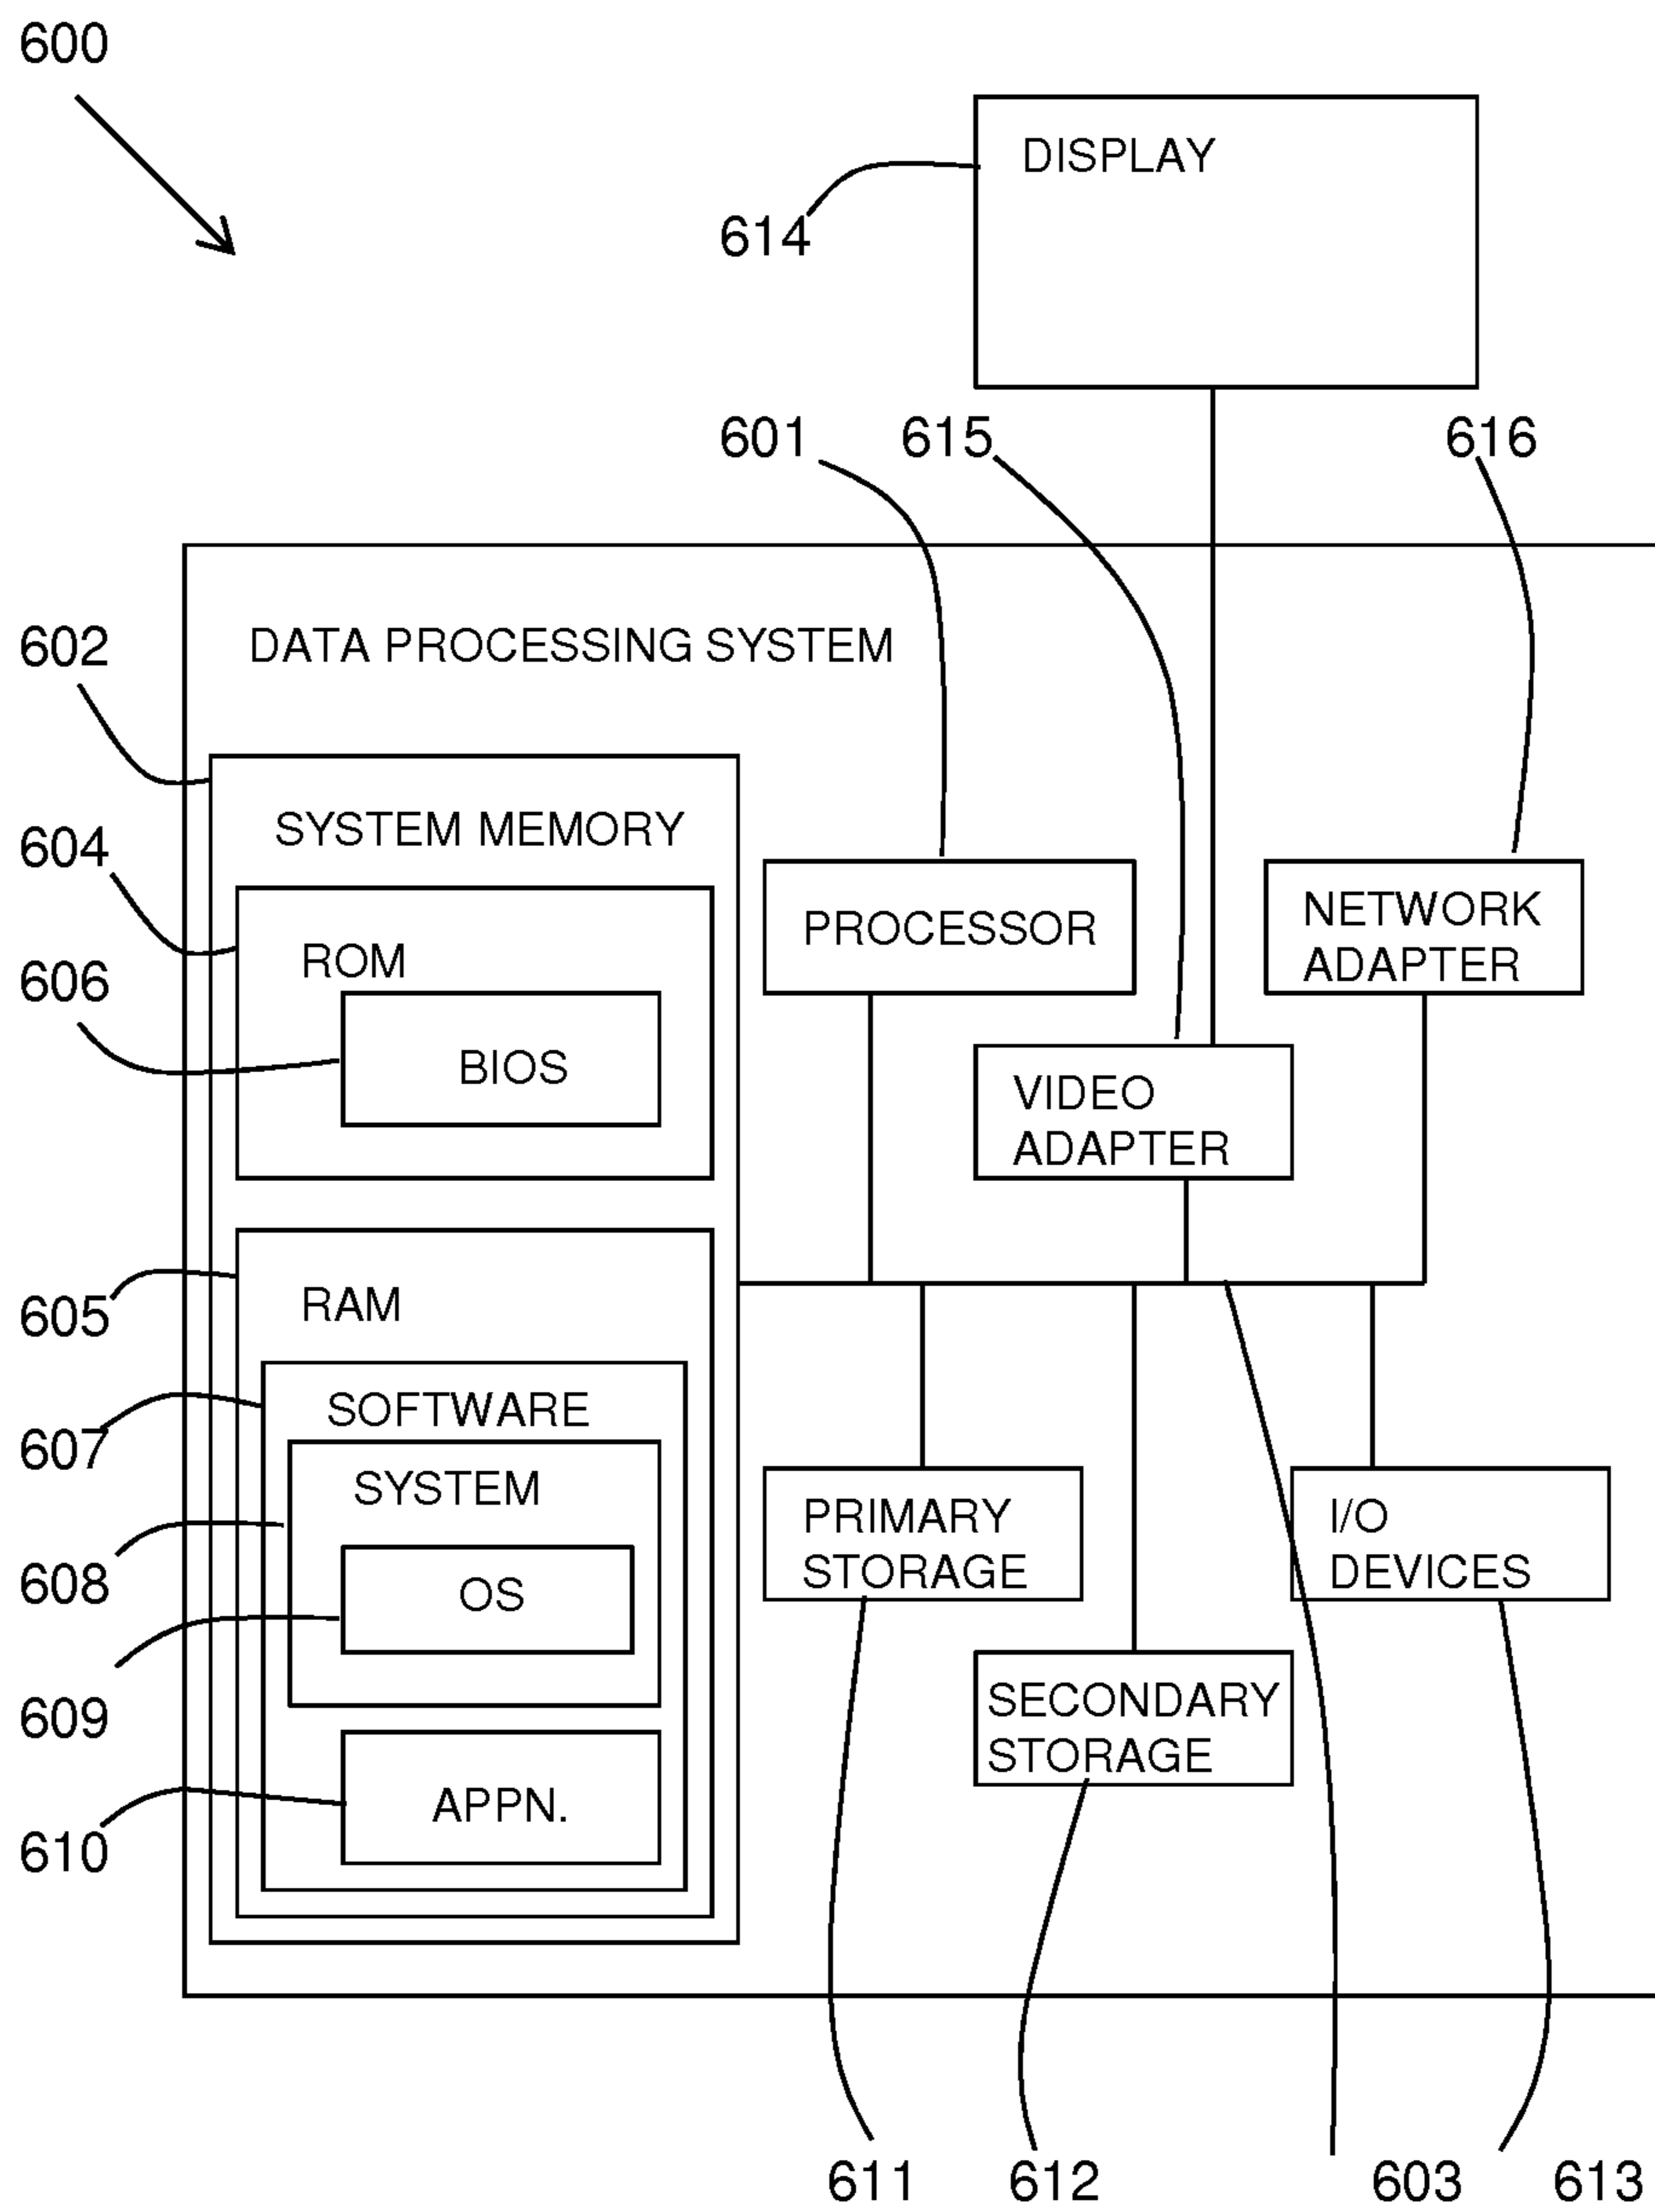 600
DISPLAY
614
601
615
616
602
DATA PROCESSING SYSTEM
SYSTEM MEMORY
604
ROM
PROCESSOR
NETWORK
ADAPTER
606
BIOS
VIDEO
ADAPTER
605
RAM
607
SOFTWARE
SYSTEM
PRIMARY
STORAGE
I/O
DEVICES
608
OS
609
SECONDARY
STORAGE
610
APPN.
611
612
603
613